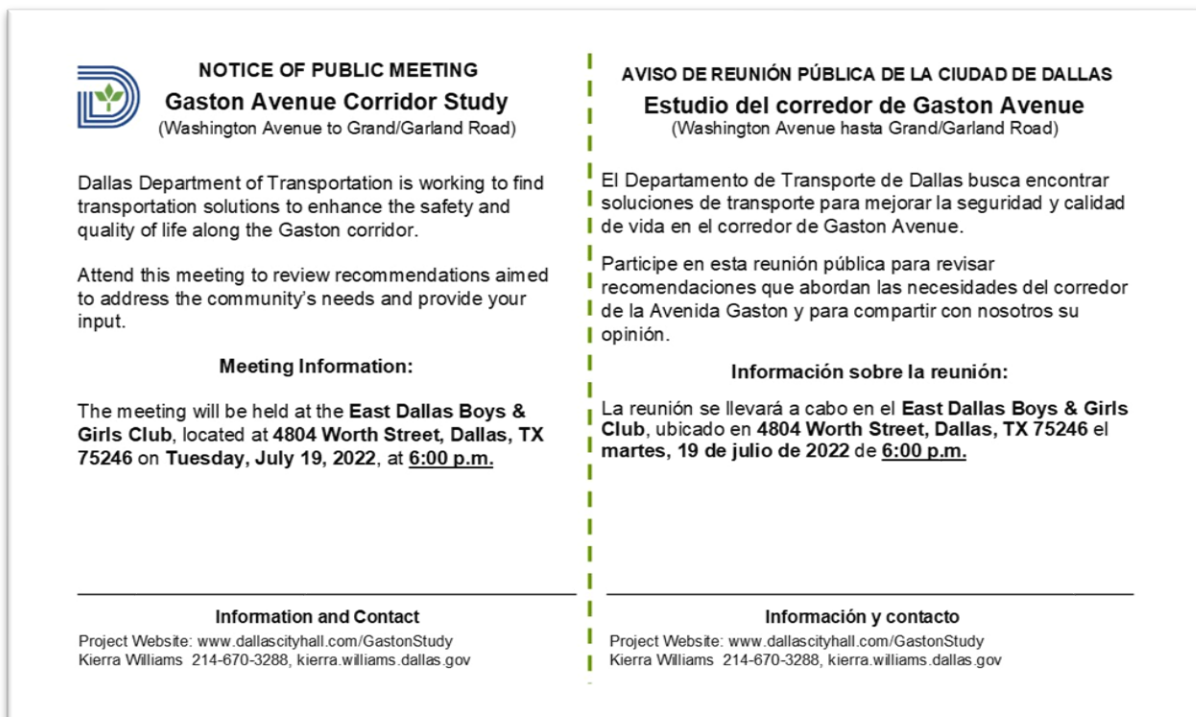 NOTICE OF PUBLIC MEETING
Gaston Avenue Corridor Study
(Washington Avenue to Grand/Garland Road)
Dallas Department of Transportation is working to find
transportation solutions to enhance the safety and
quality of life along the Gaston corridor.
Attend this meeting to review recommendations aimed
to address the community's needs and provide your
input.
Meeting Information:
The meeting will be held at the East Dallas Boys &
Girls Club, located at 4804 Worth Street, Dallas, TX
75246 on Tuesday, July 19, 2022, at 6:00 p.m.
Information and Contact
Project Website: www.dallascityhall.com/GastonStudy
Kierra Williams 214-670-3288, kierra.williams.dallas.gov
AVISO DE REUNIÓN PÚBLICA DE LA CIUDAD DE DALLAS
Estudio del corredor de Gaston Avenue
(Washington Avenue hasta Grand/Garland Road)
El Departamento de Transporte de Dallas busca encontrar
soluciones de transporte para mejorar la seguridad y calidad
de vida en el corredor de Gaston Avenue.
Participe en esta reunión pública para revisar
recomendaciones que abordan las necesidades del corredor
de la Avenida Gaston y para compartir con nosotros su
opinión.
Información sobre la reunión:
La reunión se llevará a cabo en el East Dallas Boys & Girls
Club, ubicado en 4804 Worth Street, Dallas, TX 75246 el
martes, 19 de julio de 2022 de 6:00 p.m.
Información y contacto
Project Website: www.dallascityhall.com/GastonStudy
Kierra Williams 214-670-3288, kierra.williams.dallas.gov